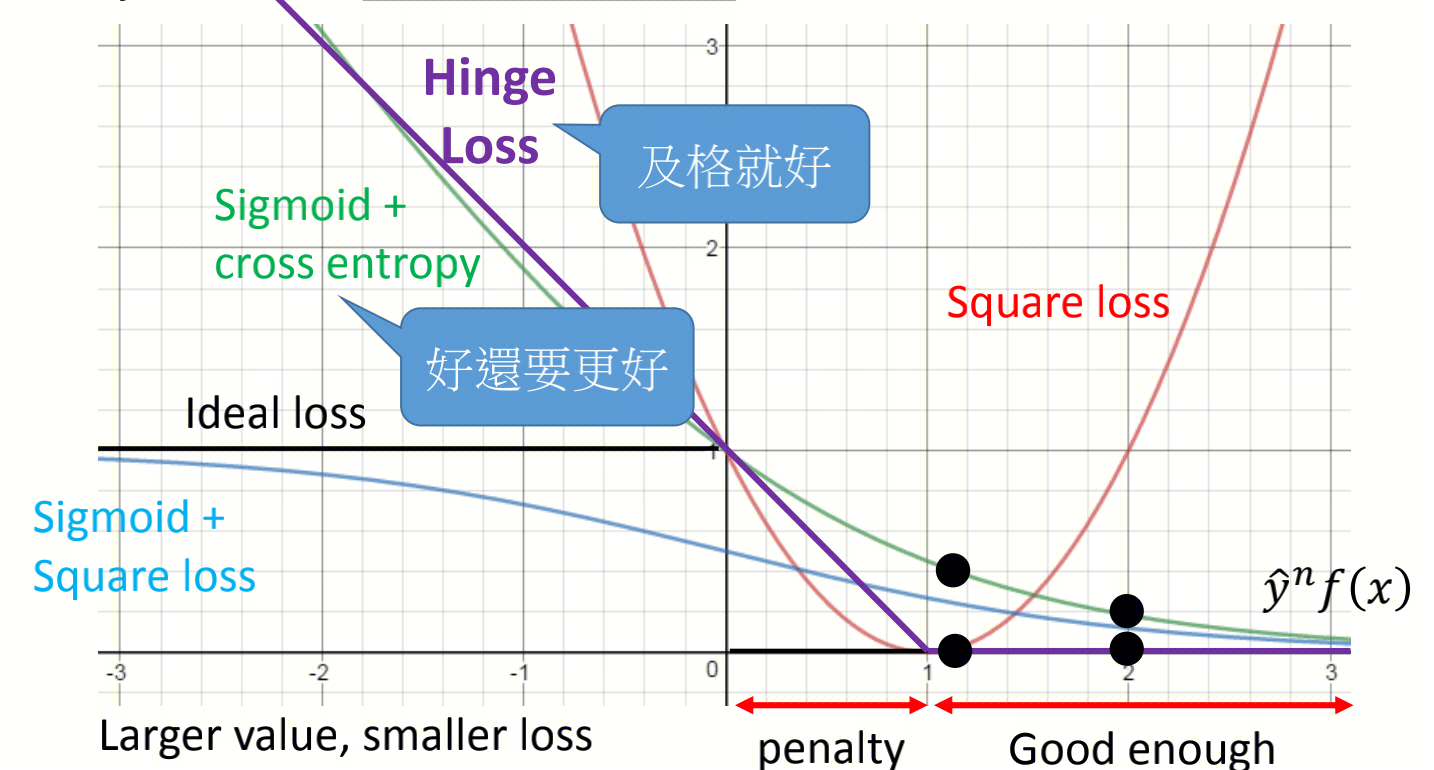 3
Hinge
Loss
及格就好
Sigmoid +
cross entropy
2
Square loss
好還要更好
Ideal loss
1
Sigmoid +
Square loss
ŷⁿf(x)
-3 -2 -1 0 1 2 3
Larger value, smaller loss
penalty
Good enough